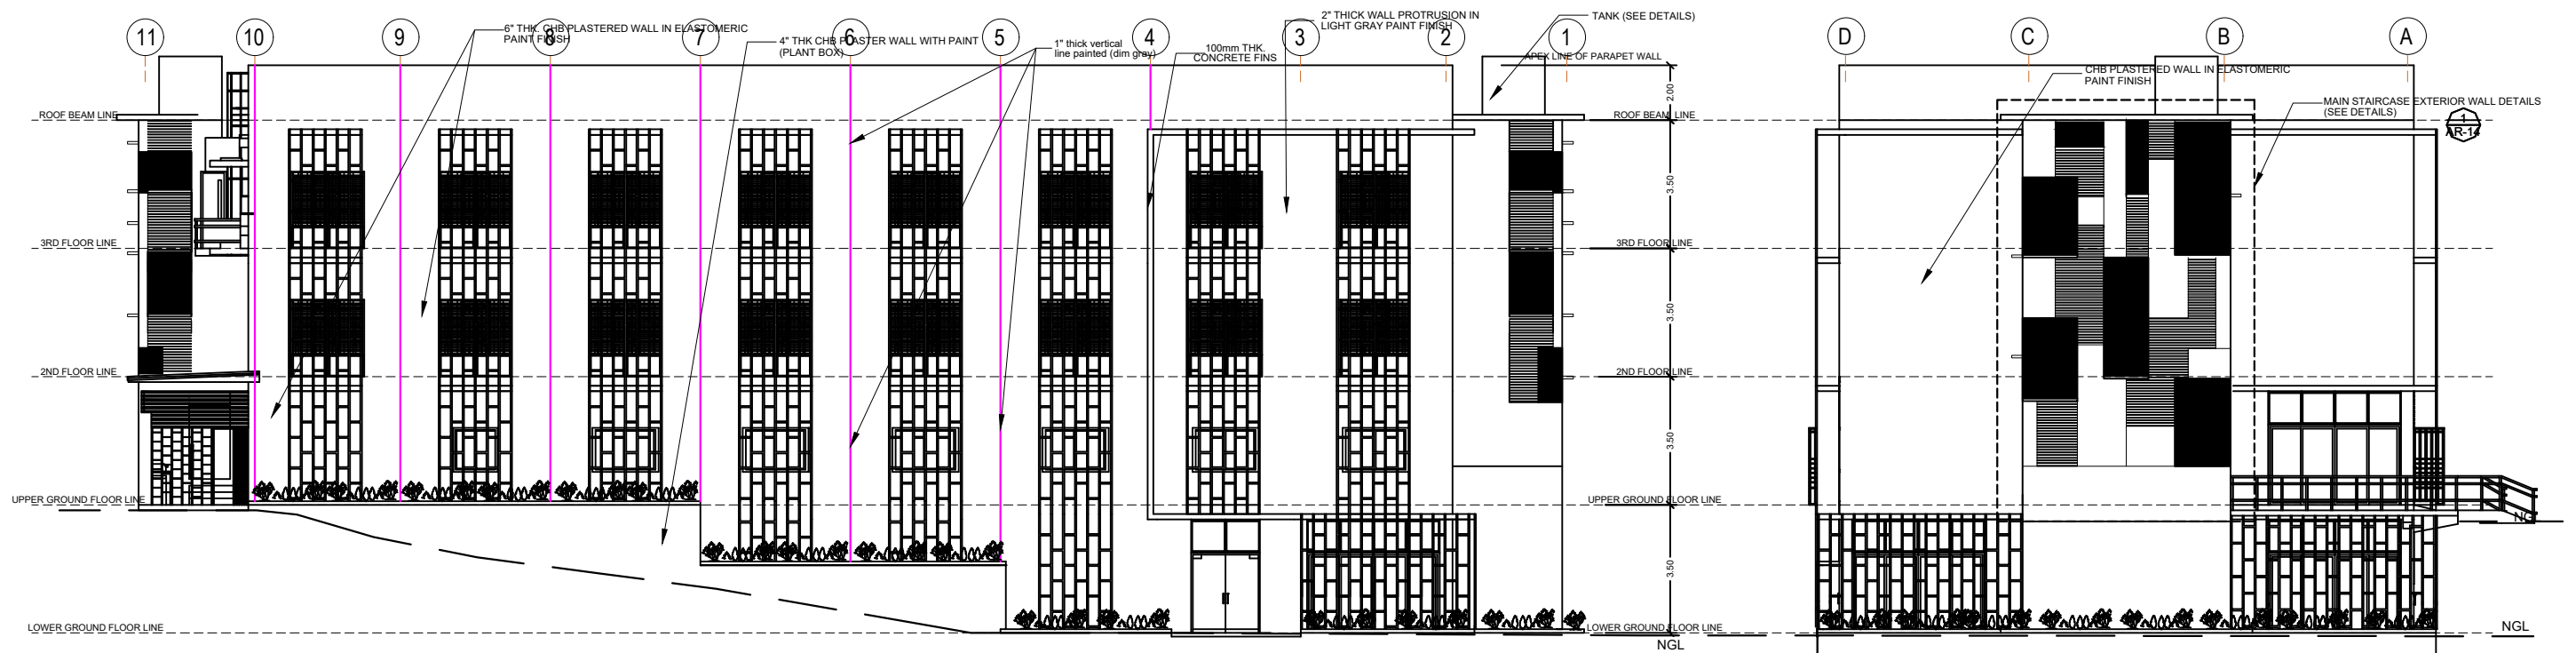 11
10
9
8
7
6
5
4
3
2
1
D
C
B
A
6" THK. CHB PLASTERED WALL IN ELASTOMERIC
PAINT FINISH
4" THK CHB PLASTER WALL WITH PAINT
(PLANT BOX)
1" thick vertical
line painted (dim gray)
100mm THK.
CONCRETE FINS
2" THICK WALL PROTRUSION IN
LIGHT GRAY PAINT FINISH
TANK (SEE DETAILS)
APEX LINE OF PARAPET WALL
CHB PLASTERED WALL IN ELASTOMERIC
PAINT FINISH
MAIN STAIRCASE EXTERIOR WALL DETAILS
(SEE DETAILS)
1
AR-14
2.00
ROOF BEAM LINE
ROOF BEAM LINE
3.50
3RD FLOOR LINE
3RD FLOOR LINE
3.50
2ND FLOOR LINE
2ND FLOOR LINE
3.50
UPPER GROUND FLOOR LINE
UPPER GROUND FLOOR LINE
NGL
3.50
LOWER GROUND FLOOR LINE
LOWER GROUND FLOOR LINE
NGL
NGL